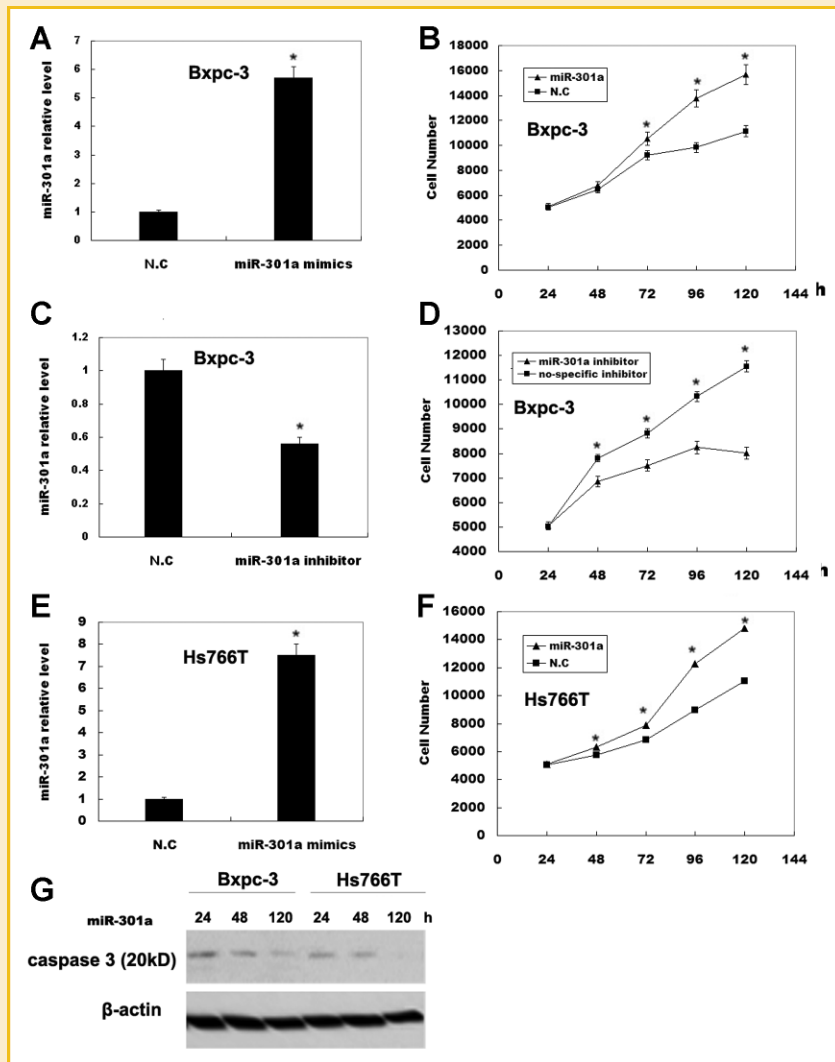 A
miR-301a relative level
7
6
5
4
3
2
1
0
Bxpc-3
*
N.C
miR-301a mimics
B
Cell Number
18000
16000
14000
12000
10000
8000
6000
4000
2000
0
miR-301a
N.C
Bxpc-3
* * *
0 24 48 72 96 120 144 h
C
miR-301a relative level
1.2
1
0.8
0.6
0.4
0.2
0
Bxpc-3
*
N.C
miR-301a inhibitor
D
Cell Number
13000
12000
11000
10000
9000
8000
7000
6000
5000
4000
miR-301a inhibitor
no-specific inhibitor
Bxpc-3
* * * *
0 24 48 72 96 120 144 h
E
miR-301a relative level
9
8
7
6
5
4
3
2
1
0
Hs766T
*
N.C
miR-301a mimics
F
Cell Number
16000
14000
12000
10000
8000
6000
4000
2000
0
miR-301a
N.C
Hs766T
* * * *
0 24 48 72 96 120 144
G
Bxpc-3 Hs766T
miR-301a 24 48 120 24 48 120 h
caspase 3 (20kD)
β-actin